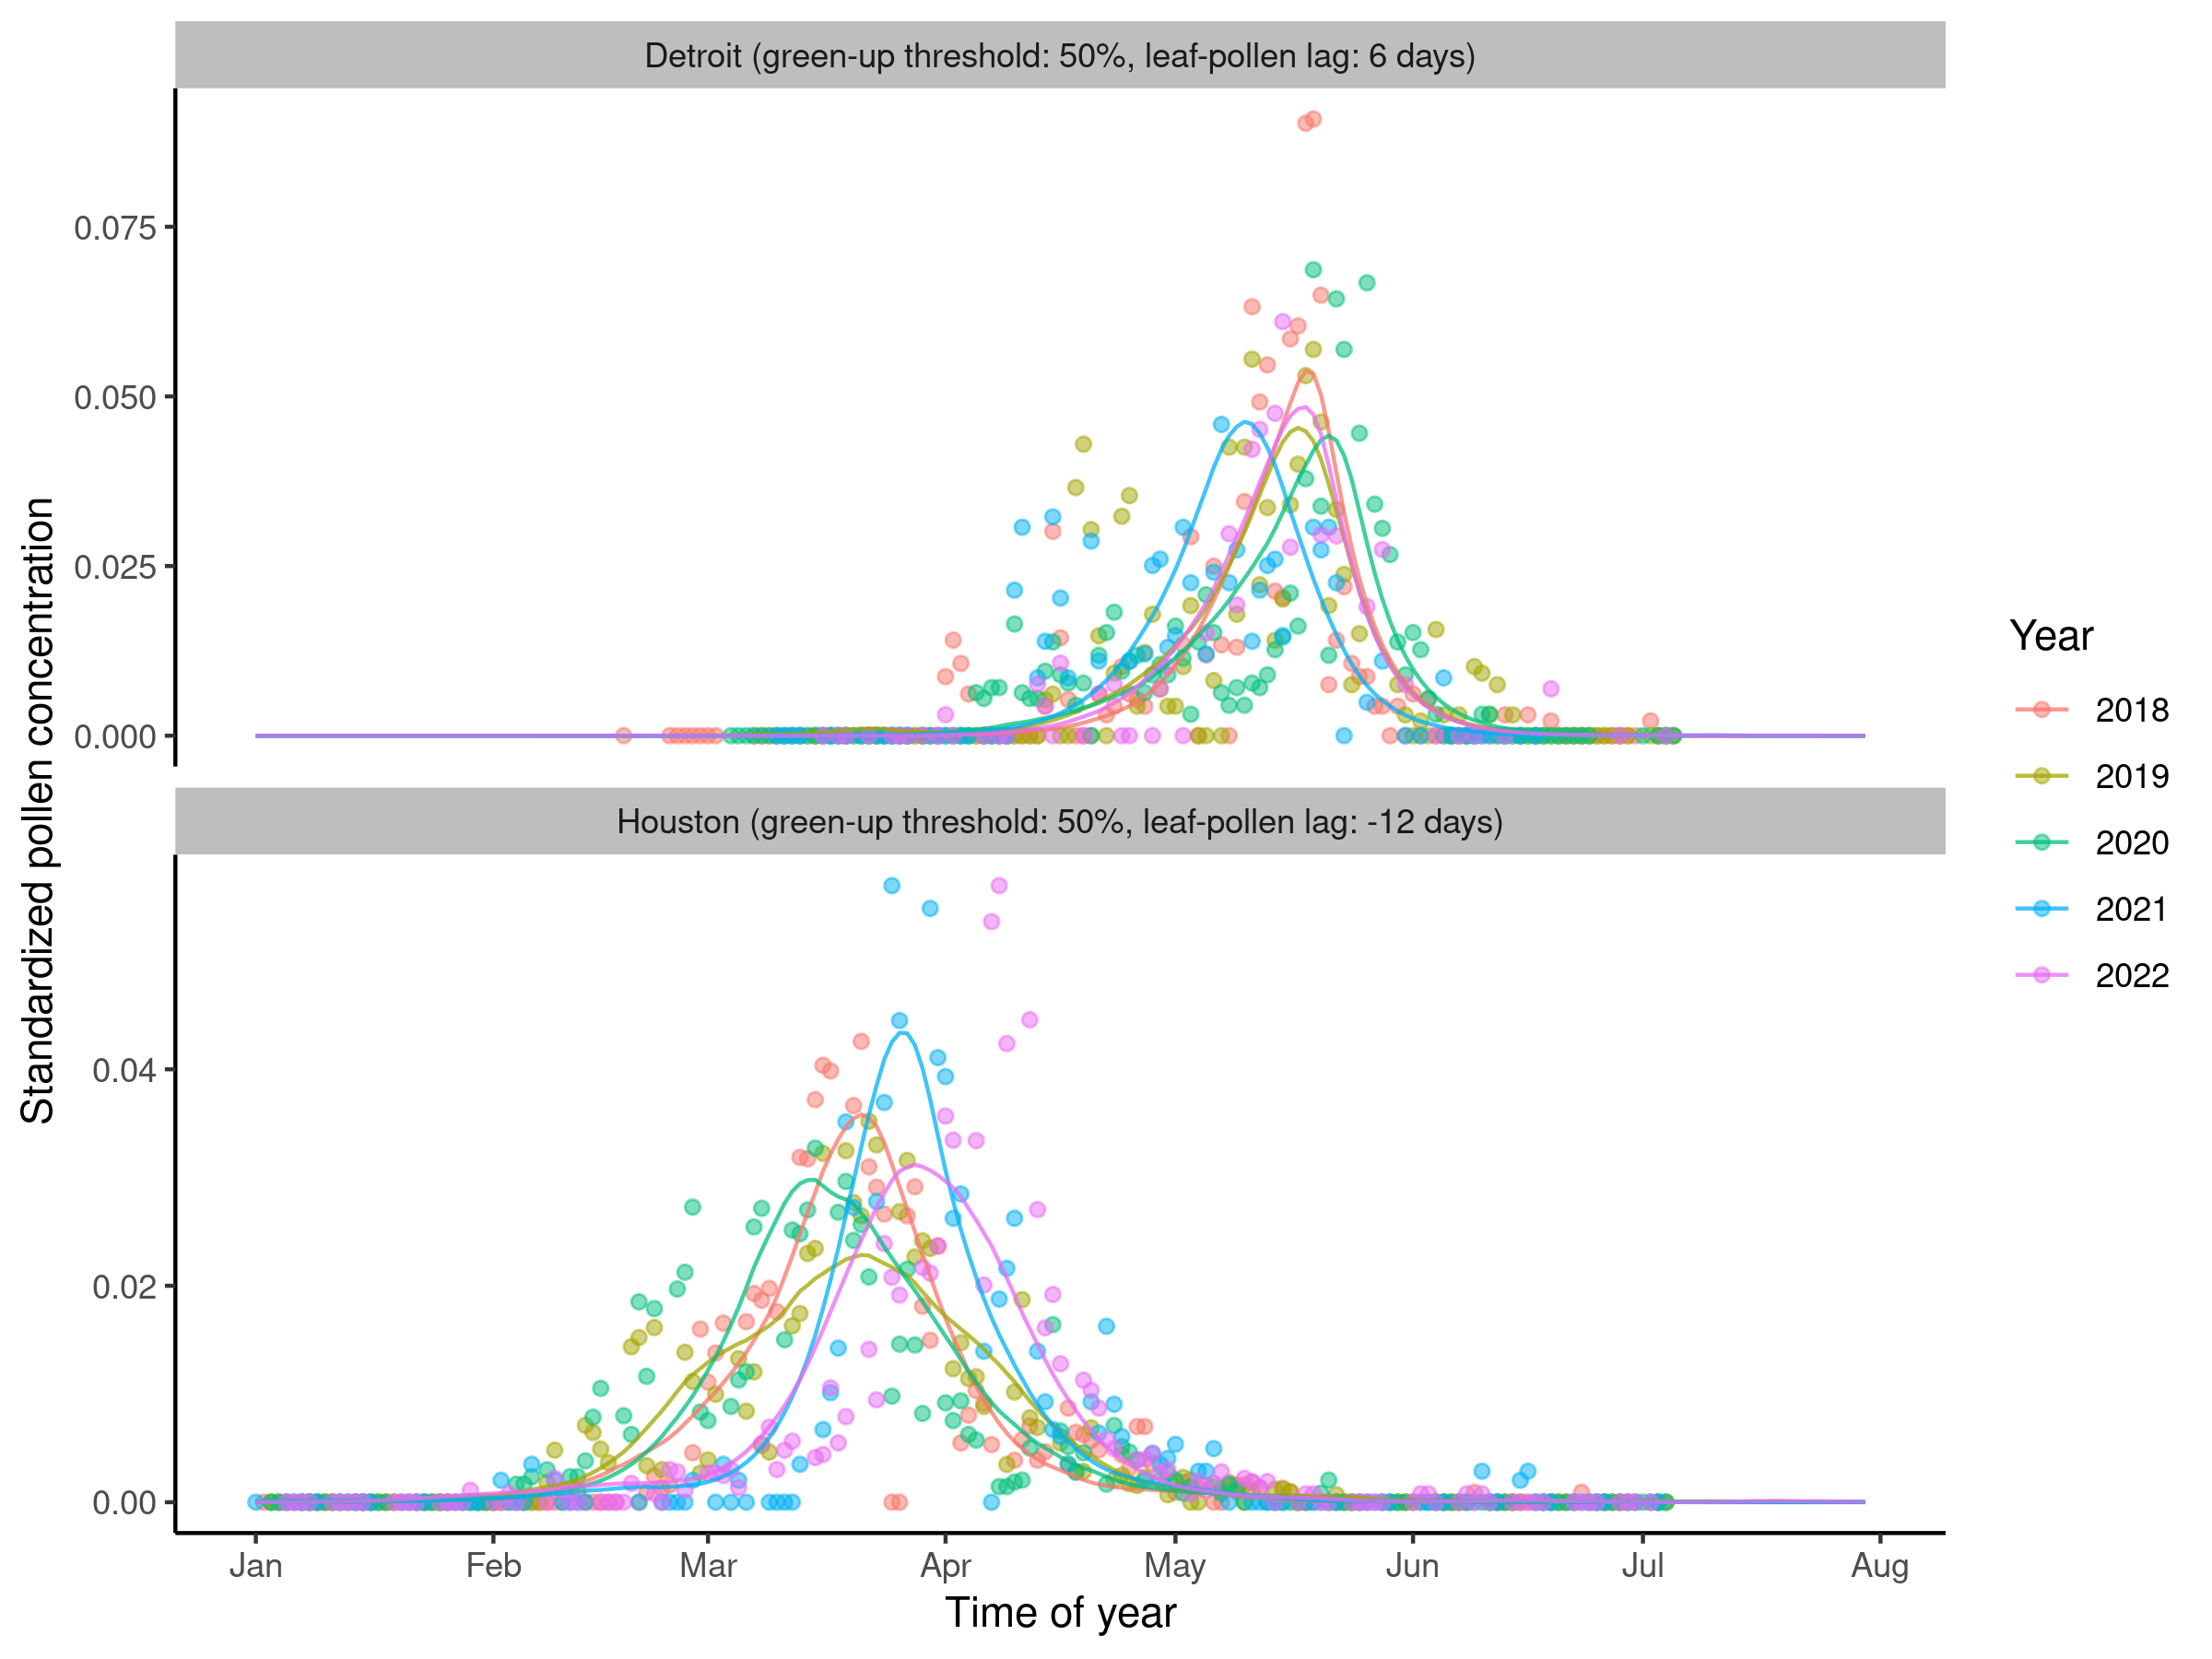 Detroit (green-up threshold: 50%, leaf-pollen lag: 6 days)
0.075
0.050
0.025
0.000
Houston (green-up threshold: 50%, leaf-pollen lag: -12 days)
0.04
0.02
0.00
Jan Feb Mar Apr May Jun Jul Aug
Time of year
Standardized pollen concentration
Year
2018
2019
2020
2021
2022